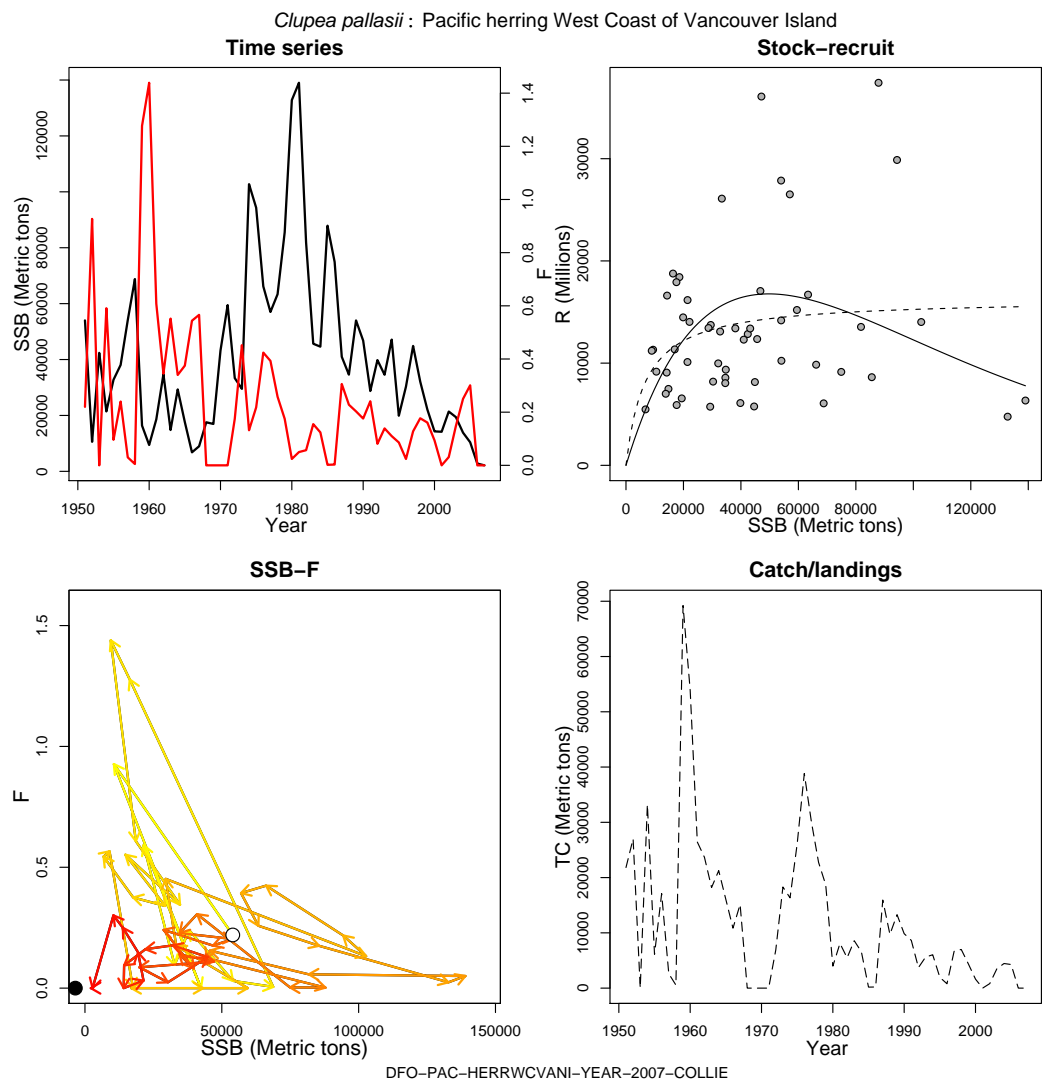 Clupea pallasii : Pacific herring West Coast of Vancouver Island
Time series
SSB (Metric tons)
0 20000 40000 60000 80000 120000
F
0.0 0.2 0.4 0.6 0.8 1.0 1.2 1.4
1950 1960 1970 1980 1990 2000
Year
Stock−recruit
R (Millions)
0 10000 20000 30000
0 20000 40000 60000 80000 120000
SSB (Metric tons)
SSB−F
F
0.0 0.5 1.0 1.5
0 50000 100000 150000
SSB (Metric tons)
Catch/landings
TC (Metric tons)
0 10000 20000 30000 40000 50000 60000 70000
1950 1960 1970 1980 1990 2000
Year
DFO−PAC−HERRWCVANI−YEAR−2007−COLLIE